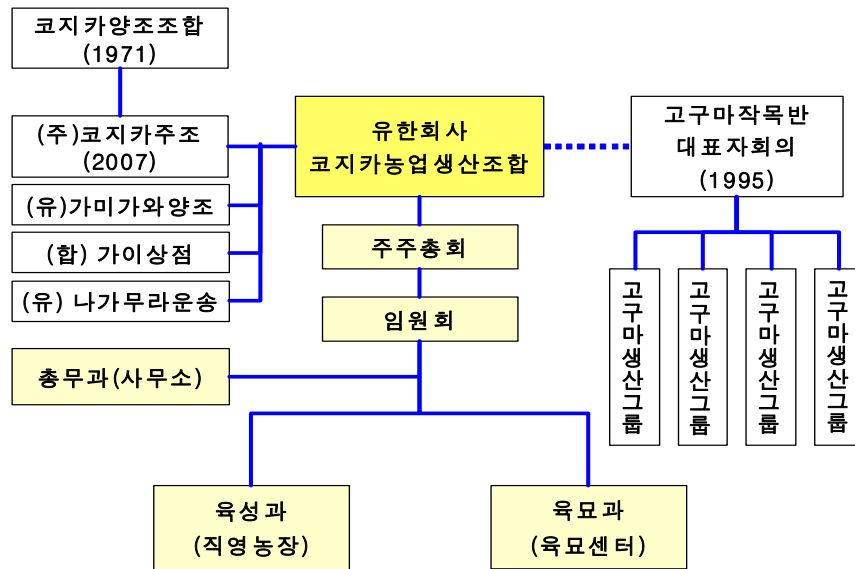 코지카양조조합
(1971)
(주)코지카주조
(2007)
(유)가미가와양조
(합) 가이상점
(유) 나가무라운송
유한회사
코지카농업생산조합
주주총회
임원회
총무과(사무소)
육성과
(직영농장)
육묘과
(육묘센터)
고구마작목반
대표자회의
(1995)
고구마생산그룹
고구마생산그룹
고구마생산그룹
고구마생산그룹